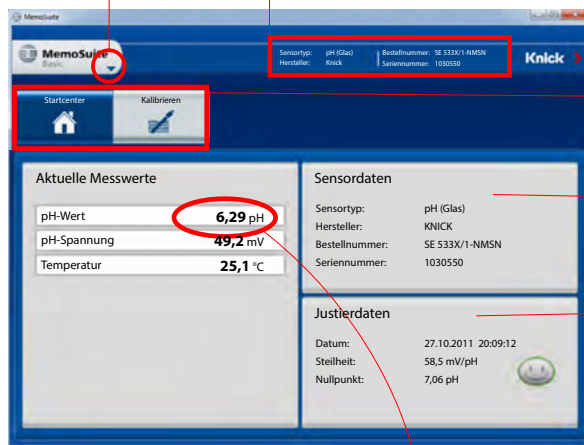 MemoSuite
MemoSuite
Basic
Sensortyp: pH (Glas) Bestellnummer: SE 533X/1-NMSN
Hersteller: Knick Seriennummer: 1030550
Knick
Startcenter Kalibrieren
Aktuelle Messwerte
pH-Wert 6,29 pH
pH-Spannung 49,2 mV
Temperatur 25,1 °C
Sensordaten
Sensortyp: pH (Glas)
Hersteller: KNICK
Bestellnummer: SE 533X/1-NMSN
Seriennummer: 1030550
Justierdaten
Datum: 27.10.2011 20:09:12
Steilheit: 58,5 mV/pH
Nullpunkt: 7,06 pH